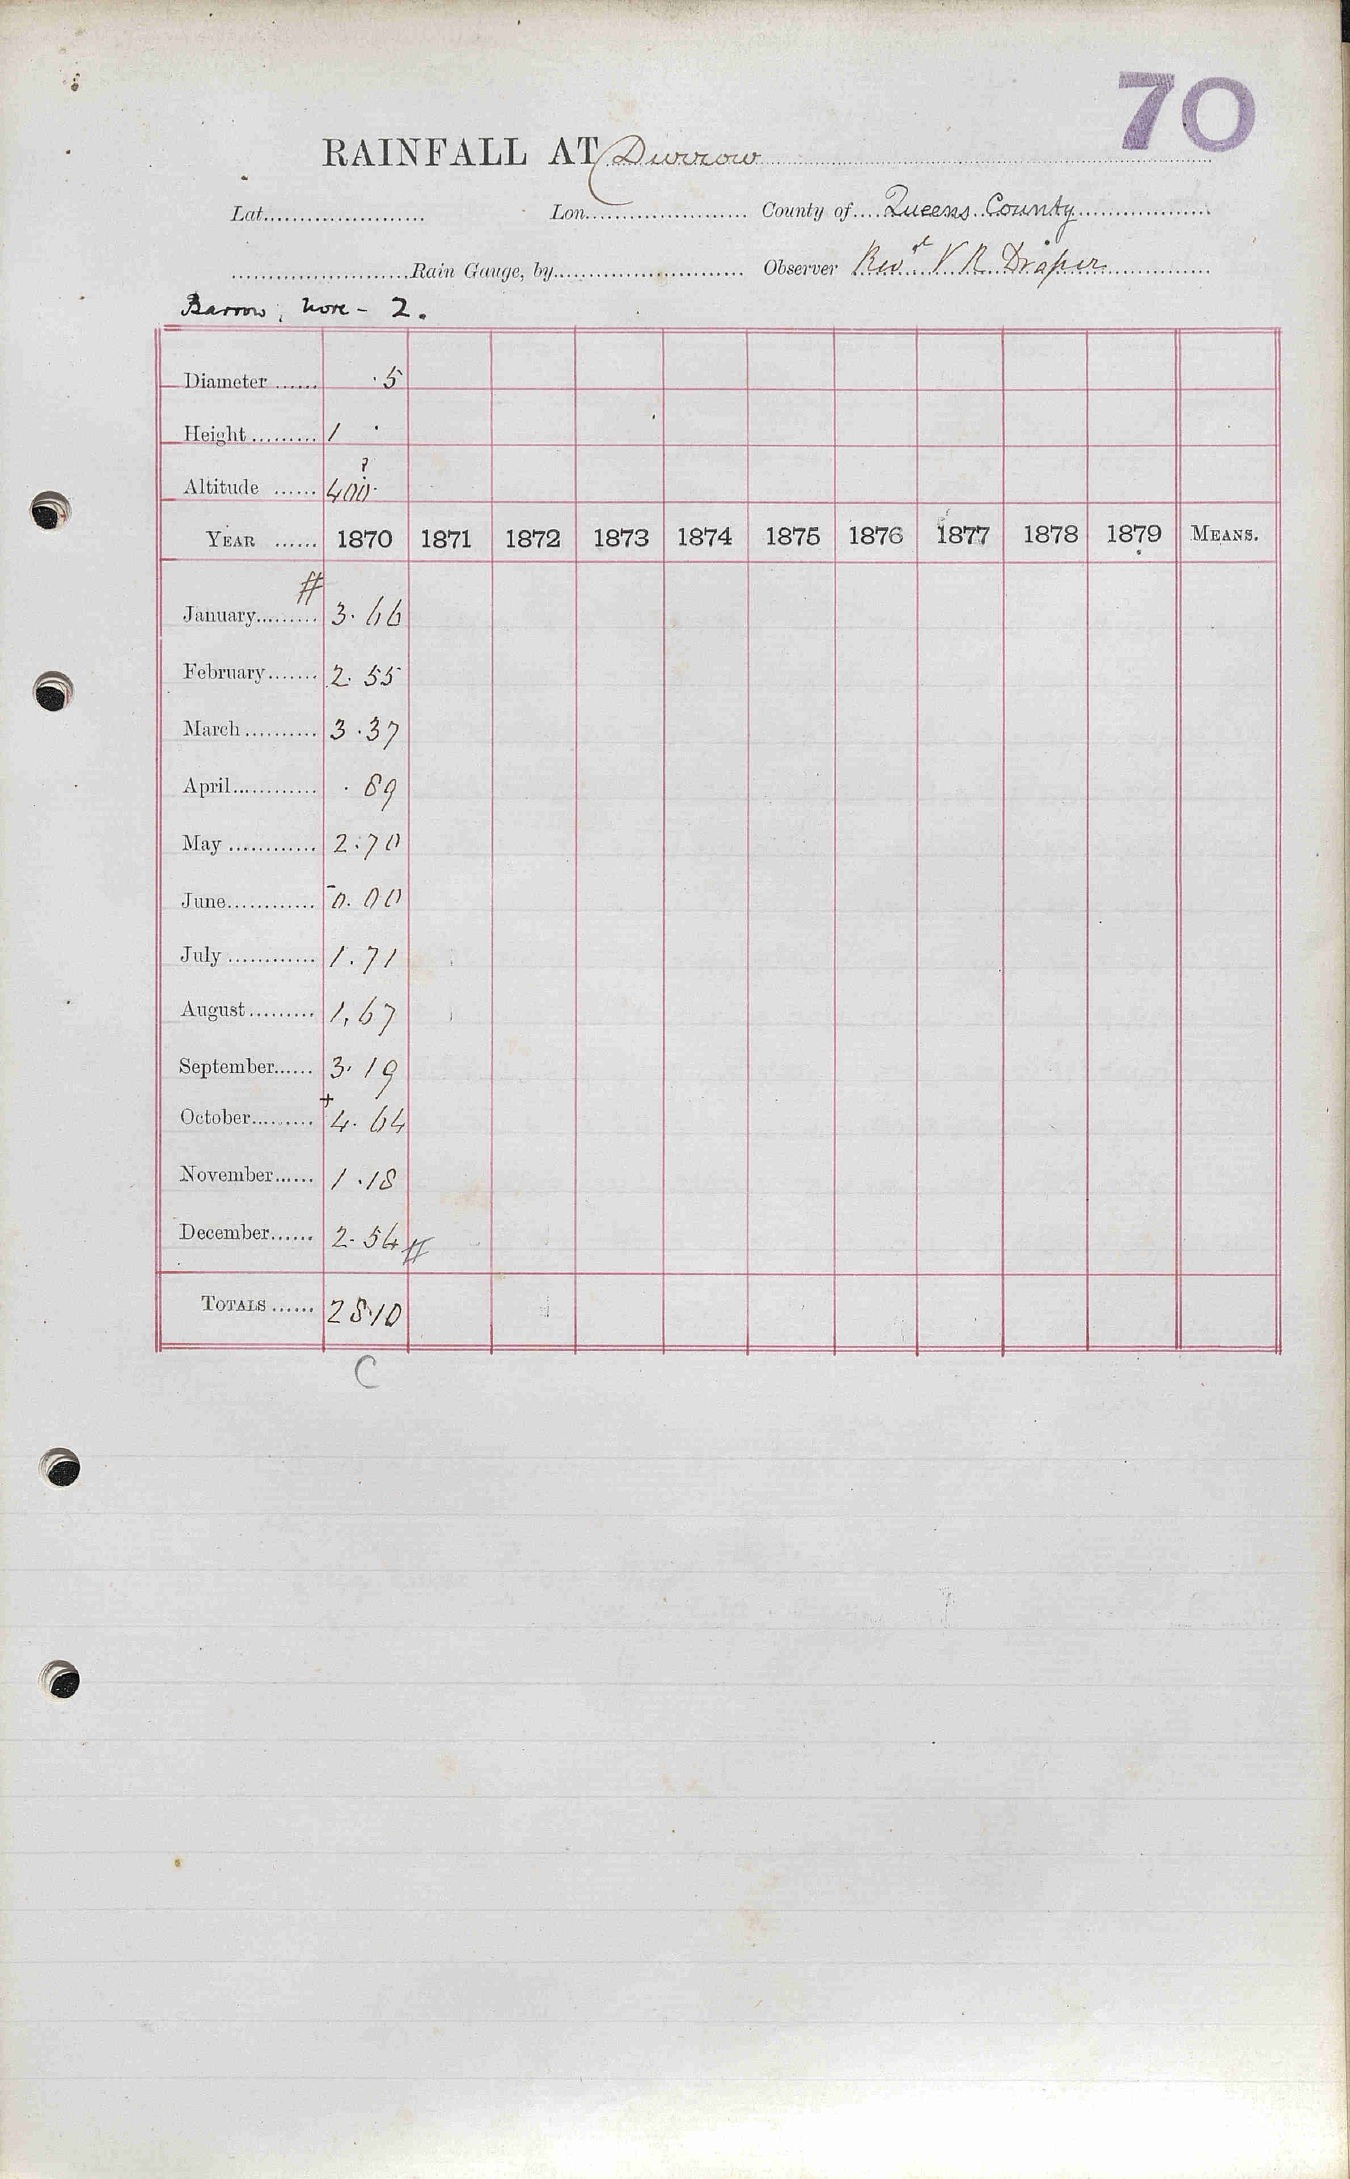 70
RAINFALL AT Durrow
Lat. Lon. County of Queens County
Rain Gauge, by Observer Revd V R Draper
Barrow, Nore - 2.
Diameter ...... .5
Height ......... 1 .
Altitude ...... 400 ?
YEAR ...... 1870 1871 1872 1873 1874 1875 1876 1877 1878 1879 MEANS.
#
January......... 3.66
February....... 2.55
March .......... 3.37
April............ .89
May ............ 2.70
June............ -0.00
July ............ 1.71
August ......... 1.67
September...... 3.19
October......... +4.64
November...... 1.18
December...... 2.54 #
TOTALS ...... 28.10
C